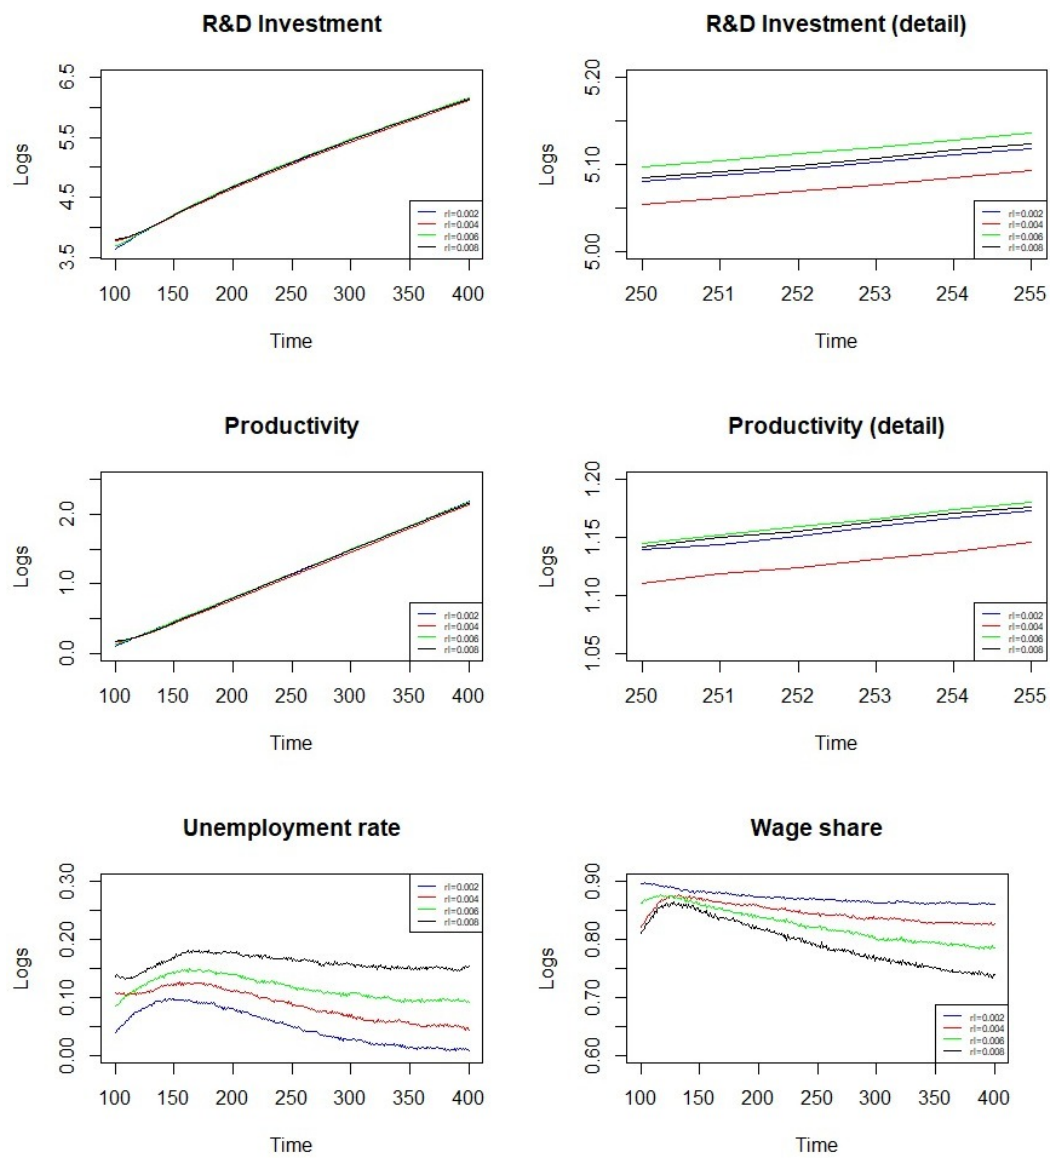 R&D Investment
Logs
3.5 4.5 5.5 6.5
100 150 200 250 300 350 400
Time
rl=0.002
rl=0.004
rl=0.006
rl=0.008
R&D Investment (detail)
Logs
5.00 5.10 5.20
250 251 252 253 254 255
Time
rl=0.002
rl=0.004
rl=0.006
rl=0.008
Productivity
Logs
0.0 1.0 2.0
100 150 200 250 300 350 400
Time
rl=0.002
rl=0.004
rl=0.006
rl=0.008
Productivity (detail)
Logs
1.05 1.10 1.15 1.20
250 251 252 253 254 255
Time
rl=0.002
rl=0.004
rl=0.006
rl=0.008
Unemployment rate
Logs
0.00 0.10 0.20 0.30
100 150 200 250 300 350 400
Time
rl=0.002
rl=0.004
rl=0.006
rl=0.008
Wage share
Logs
0.60 0.70 0.80 0.90
100 150 200 250 300 350 400
Time
rl=0.002
rl=0.004
rl=0.006
rl=0.008